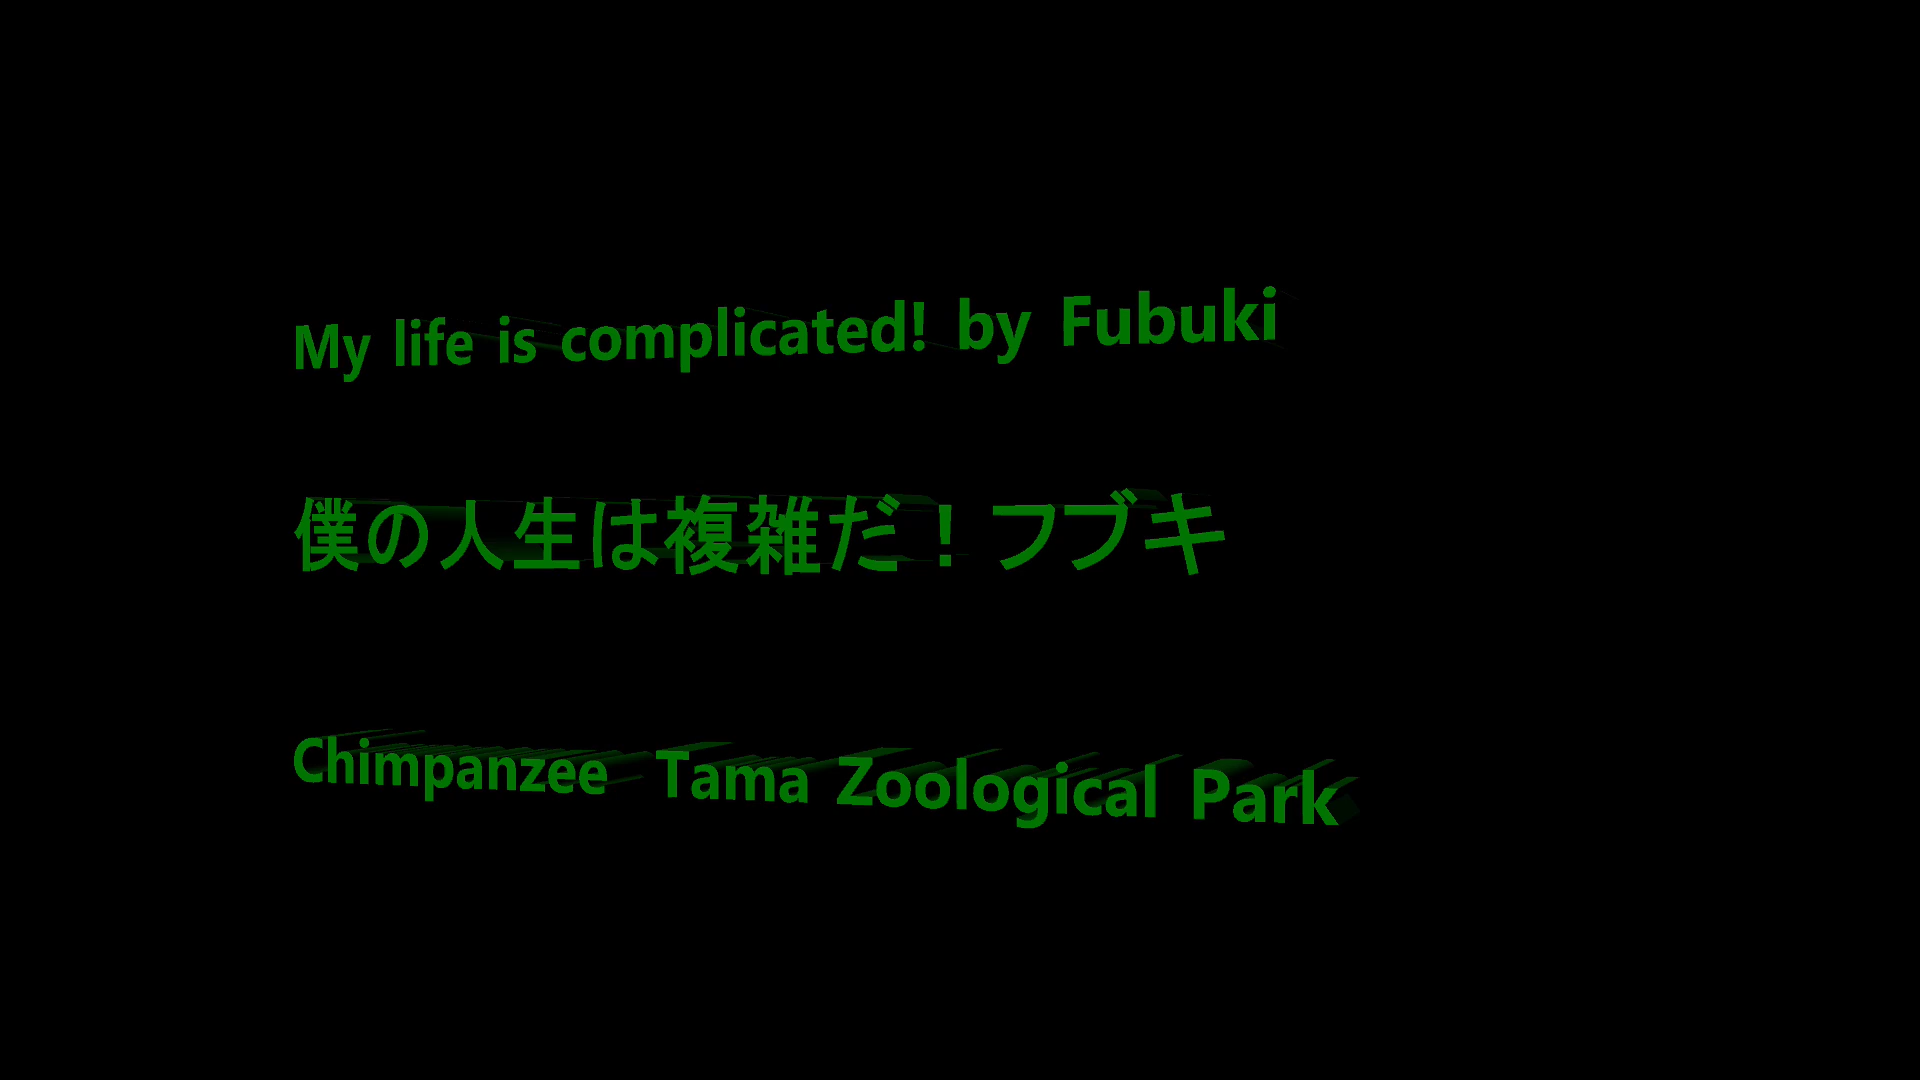 My life is complicated! by Fubuki
僕の人生は複雑だ！フブキ
Chimpanzee Tama Zoological Park